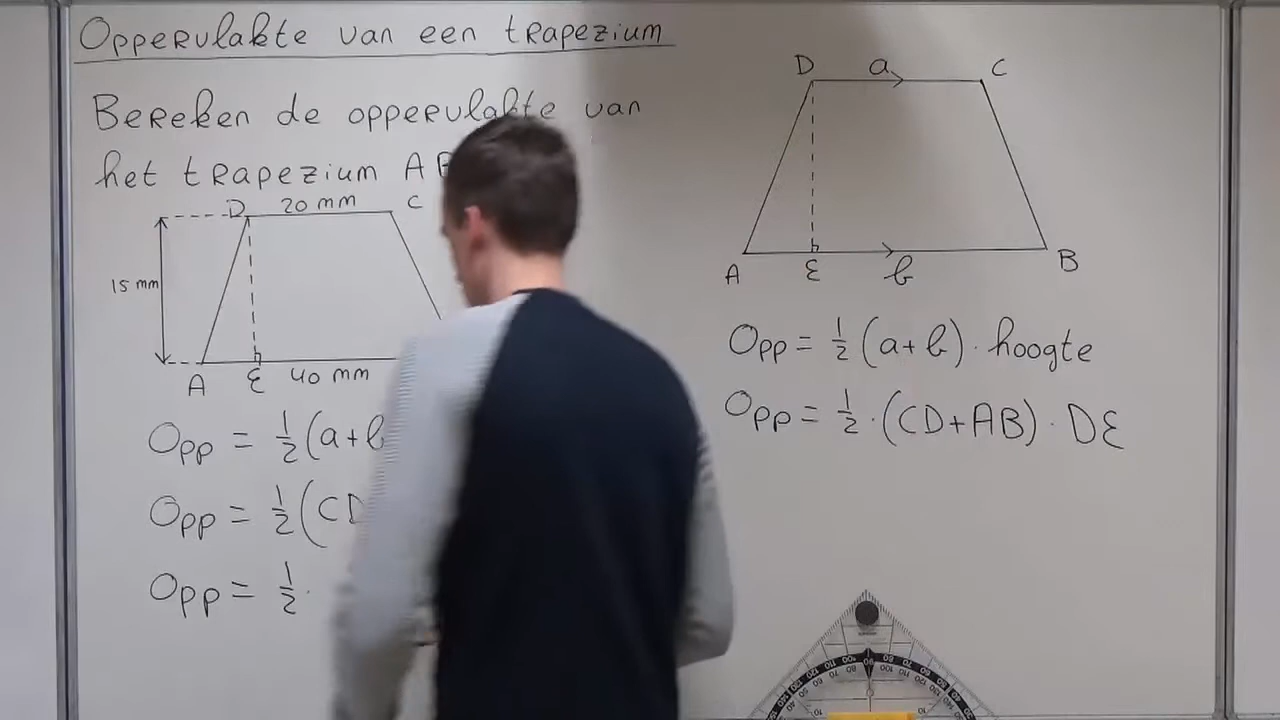 Oppervlakte van een trapezium
Bereken de oppervlakte van
het trapezium A
D 20 mm C
15 mm
A E 40 mm
Opp = 1/2 (a+b
Opp = 1/2 (CD
Opp = 1/2 ·
D a C
A E b B
Opp = 1/2 (a+b) · hoogte
Opp = 1/2 · (CD+AB) · DE